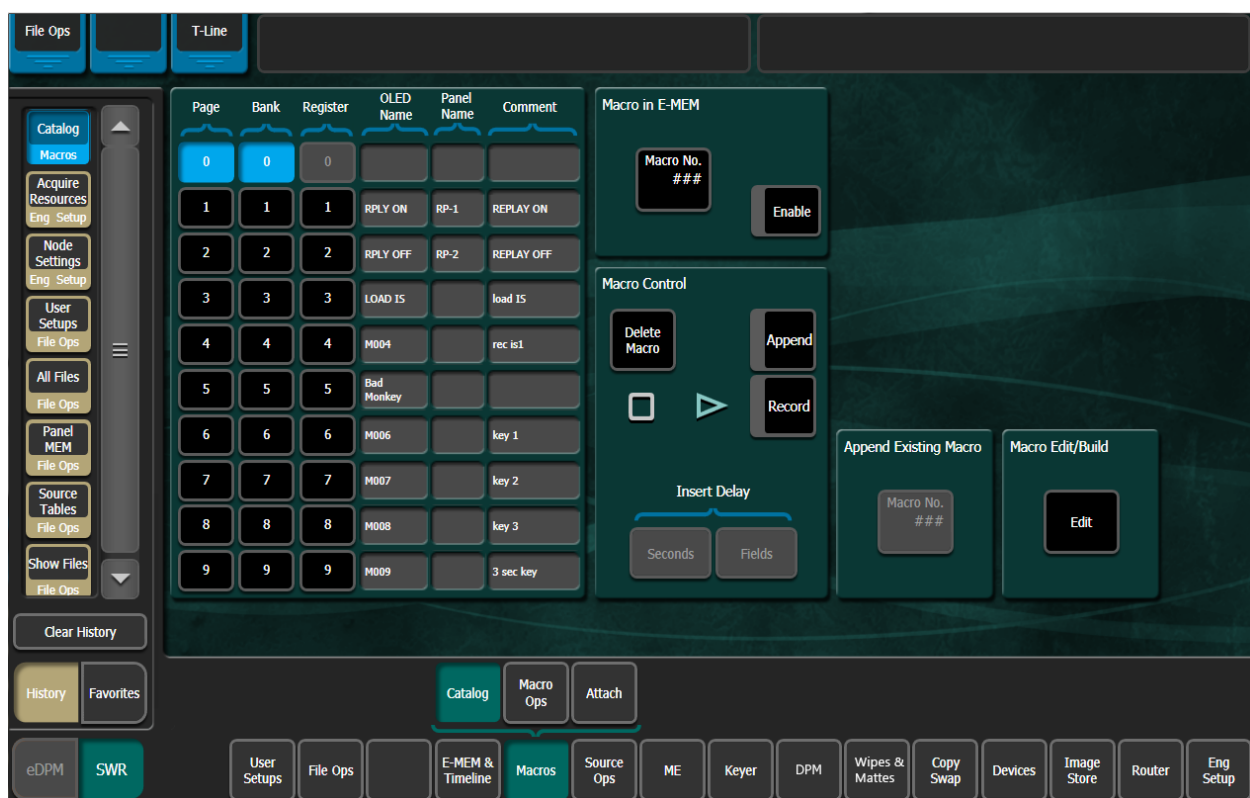 File Ops
T-Line
Catalog
Macros
Acquire
Resources
Eng Setup
Node
Settings
Eng Setup
User
Setups
File Ops
All Files
File Ops
Panel
MEM
File Ops
Source
Tables
File Ops
Show Files
File Ops
Clear History
History Favorites
eDPM SWR
Page Bank Register OLED Name Panel Name Comment
0 0 0
1 1 1 RPLY ON RP-1 REPLAY ON
2 2 2 RPLY OFF RP-2 REPLAY OFF
3 3 3 LOAD IS load IS
4 4 4 M004 rec is1
5 5 5 Bad Monkey
6 6 6 M006 key 1
7 7 7 M007 key 2
8 8 8 M008 key 3
9 9 9 M009 3 sec key
Macro in E-MEM
Macro No.
###
Enable
Macro Control
Delete
Macro
Append
Record
Insert Delay
Seconds Fields
Append Existing Macro
Macro No.
###
Macro Edit/Build
Edit
Catalog
Macro
Ops
Attach
User
Setups
File Ops
E-MEM &
Timeline
Macros
Source
Ops
ME
Keyer
DPM
Wipes &
Mattes
Copy
Swap
Devices
Image
Store
Router
Eng
Setup